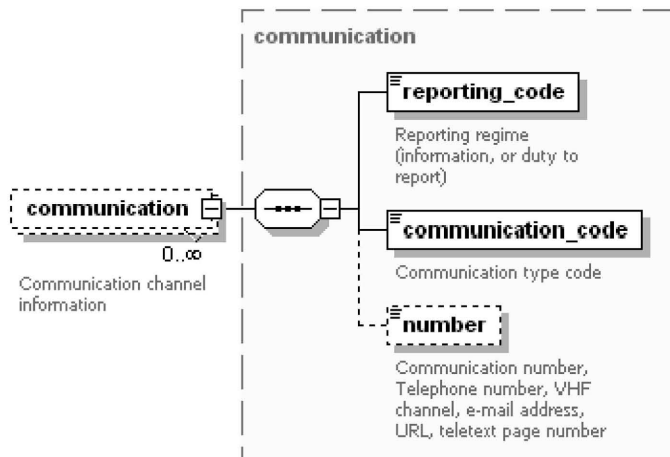 communication
reporting_code
Reporting regime
(information, or duty to
report)
communication
0..∞
Communication channel
information
communication_code
Communication type code
number
Communication number,
Telephone number, VHF
channel, e-mail address,
URL, teletext page number